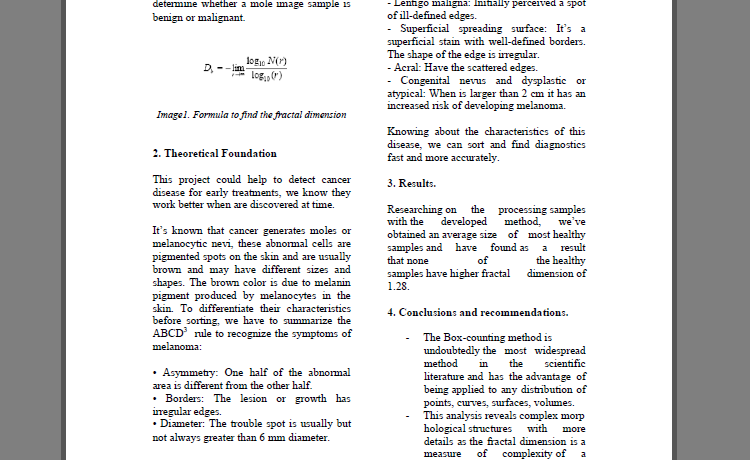 determine whether a mole image sample is
benign or malignant.
D_s = -lim log10 N(r) / log10 (r)
Image1. Formula to find the fractal dimension
2. Theoretical Foundation
This project could help to detect cancer
disease for early treatments, we know they
work better when are discovered at time.
It's known that cancer generates moles or
melanocytic nevi, these abnormal cells are
pigmented spots on the skin and are usually
brown and may have different sizes and
shapes. The brown color is due to melanin
pigment produced by melanocytes in the
skin. To differentiate their characteristics
before sorting, we have to summarize the
ABCD³ rule to recognize the symptoms of
melanoma:
• Asymmetry: One half of the abnormal
area is different from the other half.
• Borders: The lesion or growth has
irregular edges.
• Diameter: The trouble spot is usually but
not always greater than 6 mm diameter.
- Lentigo maligna: Initially perceived a spot
of ill-defined edges.
- Superficial spreading surface: It's a
superficial stain with well-defined borders.
The shape of the edge is irregular.
- Acral: Have the scattered edges.
- Congenital nevus and dysplastic or
atypical: When is larger than 2 cm it has an
increased risk of developing melanoma.
Knowing about the characteristics of this
disease, we can sort and find diagnostics
fast and more accurately.
3. Results.
Researching on the processing samples
with the developed method, we've
obtained an average size of most healthy
samples and have found as a result
that none of the healthy
samples have higher fractal dimension of
1.28.
4. Conclusions and recommendations.
- The Box-counting method is
undoubtedly the most widespread
method in the scientific
literature and has the advantage of
being applied to any distribution of
points, curves, surfaces, volumes.
- This analysis reveals complex morp
hological structures with more
details as the fractal dimension is a
measure of complexity of a